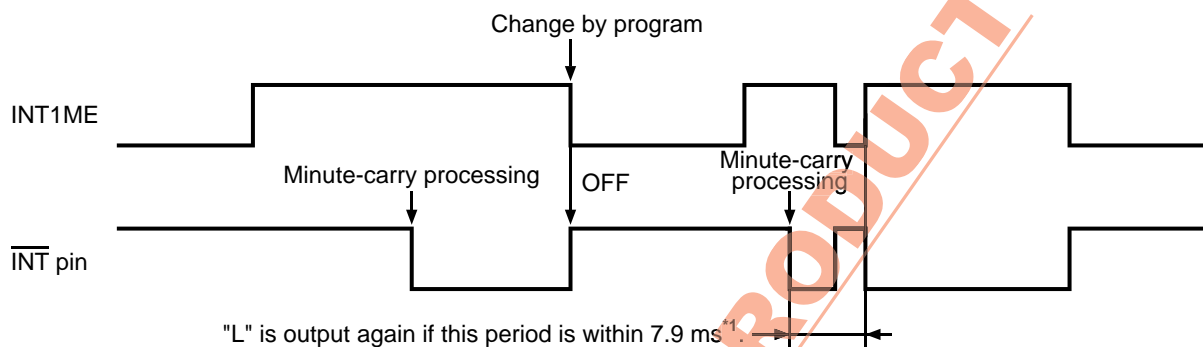 Change by program
INT1ME
Minute-carry processing
OFF
Minute-carry
processing
INT pin
"L" is output again if this period is within 7.9 ms*1.
RODUCT